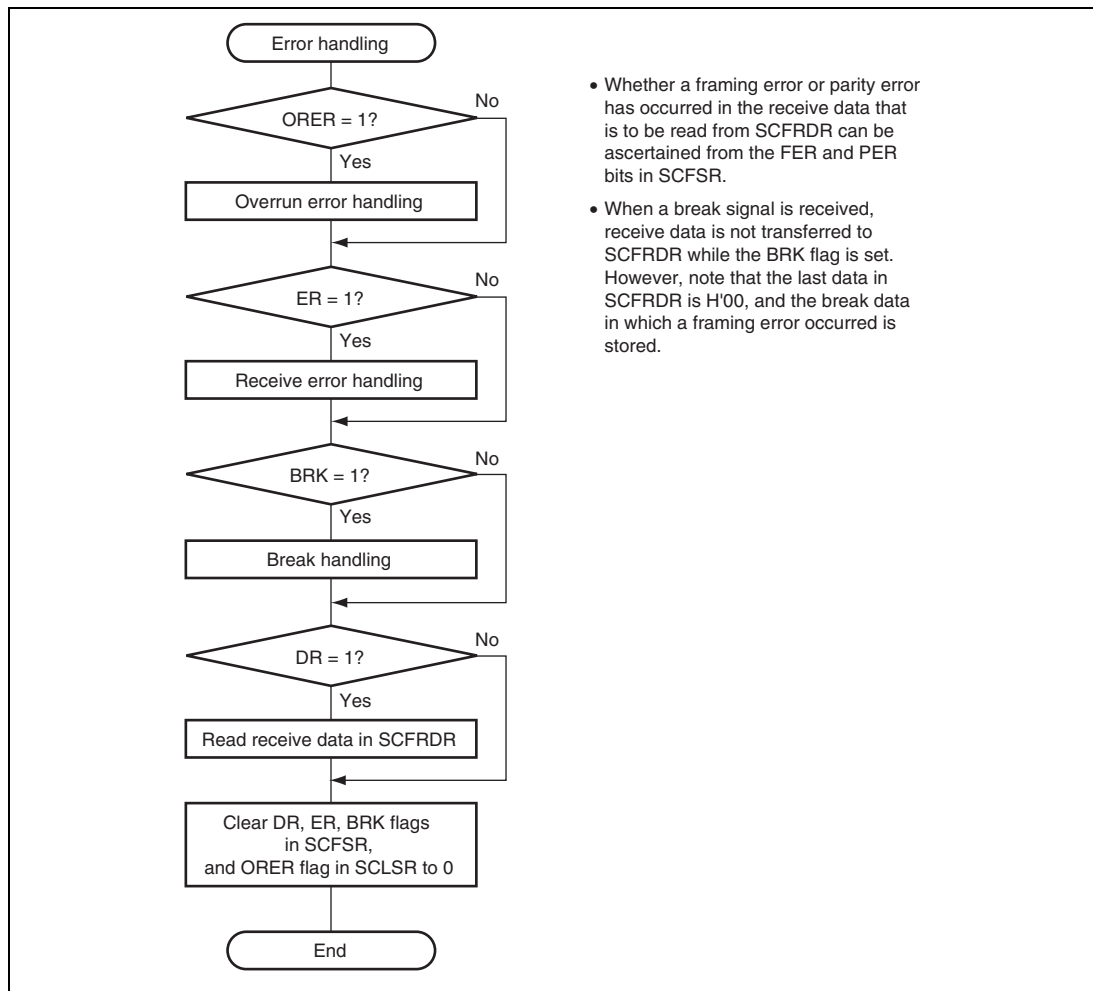 Error handling
No
ORER = 1?
Yes
Overrun error handling
No
ER = 1?
Yes
Receive error handling
No
BRK = 1?
Yes
Break handling
No
DR = 1?
Yes
Read receive data in SCFRDR
Clear DR, ER, BRK flags
in SCFSR,
and ORER flag in SCLSR to 0
End
• Whether a framing error or parity error
has occurred in the receive data that
is to be read from SCFRDR can be
ascertained from the FER and PER
bits in SCFSR.
• When a break signal is received,
receive data is not transferred to
SCFRDR while the BRK flag is set.
However, note that the last data in
SCFRDR is H'00, and the break data
in which a framing error occurred is
stored.